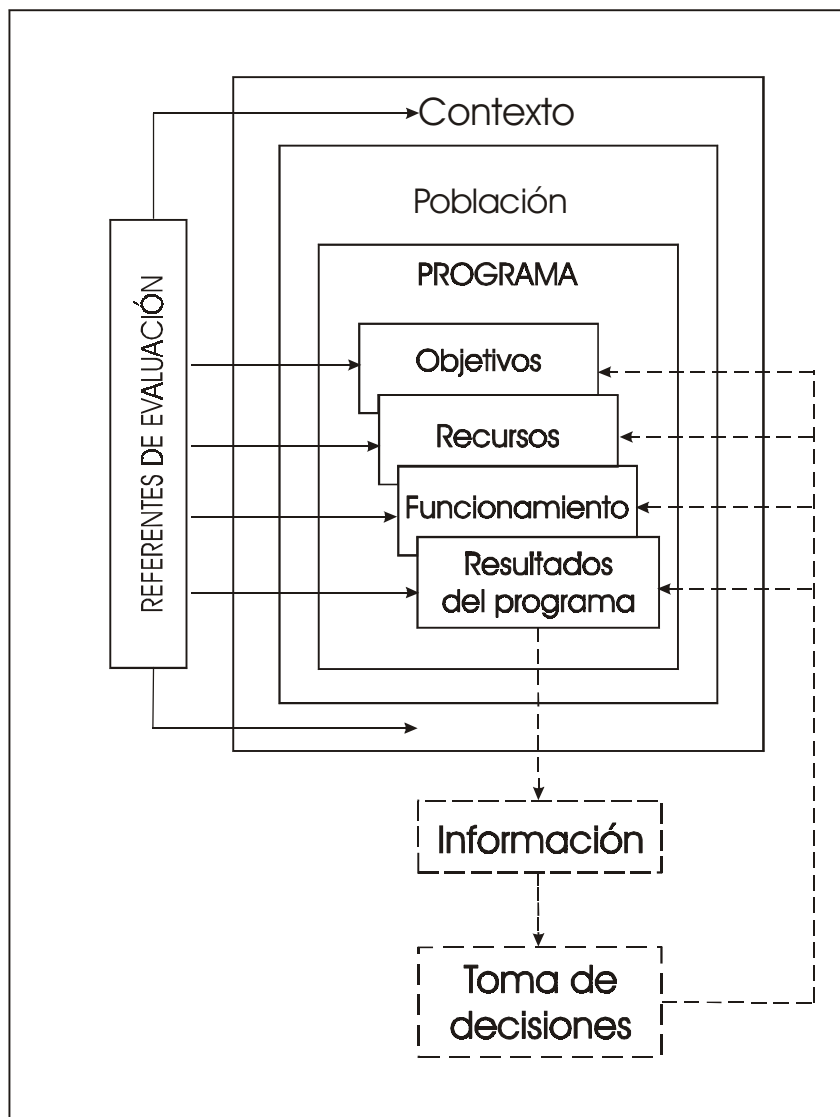 Contexto
Población
PROGRAMA
REFERENTES DE EVALUACIÓN
Objetivos
Recursos
Funcionamiento
Resultados
del programa
Información
Toma de
decisiones